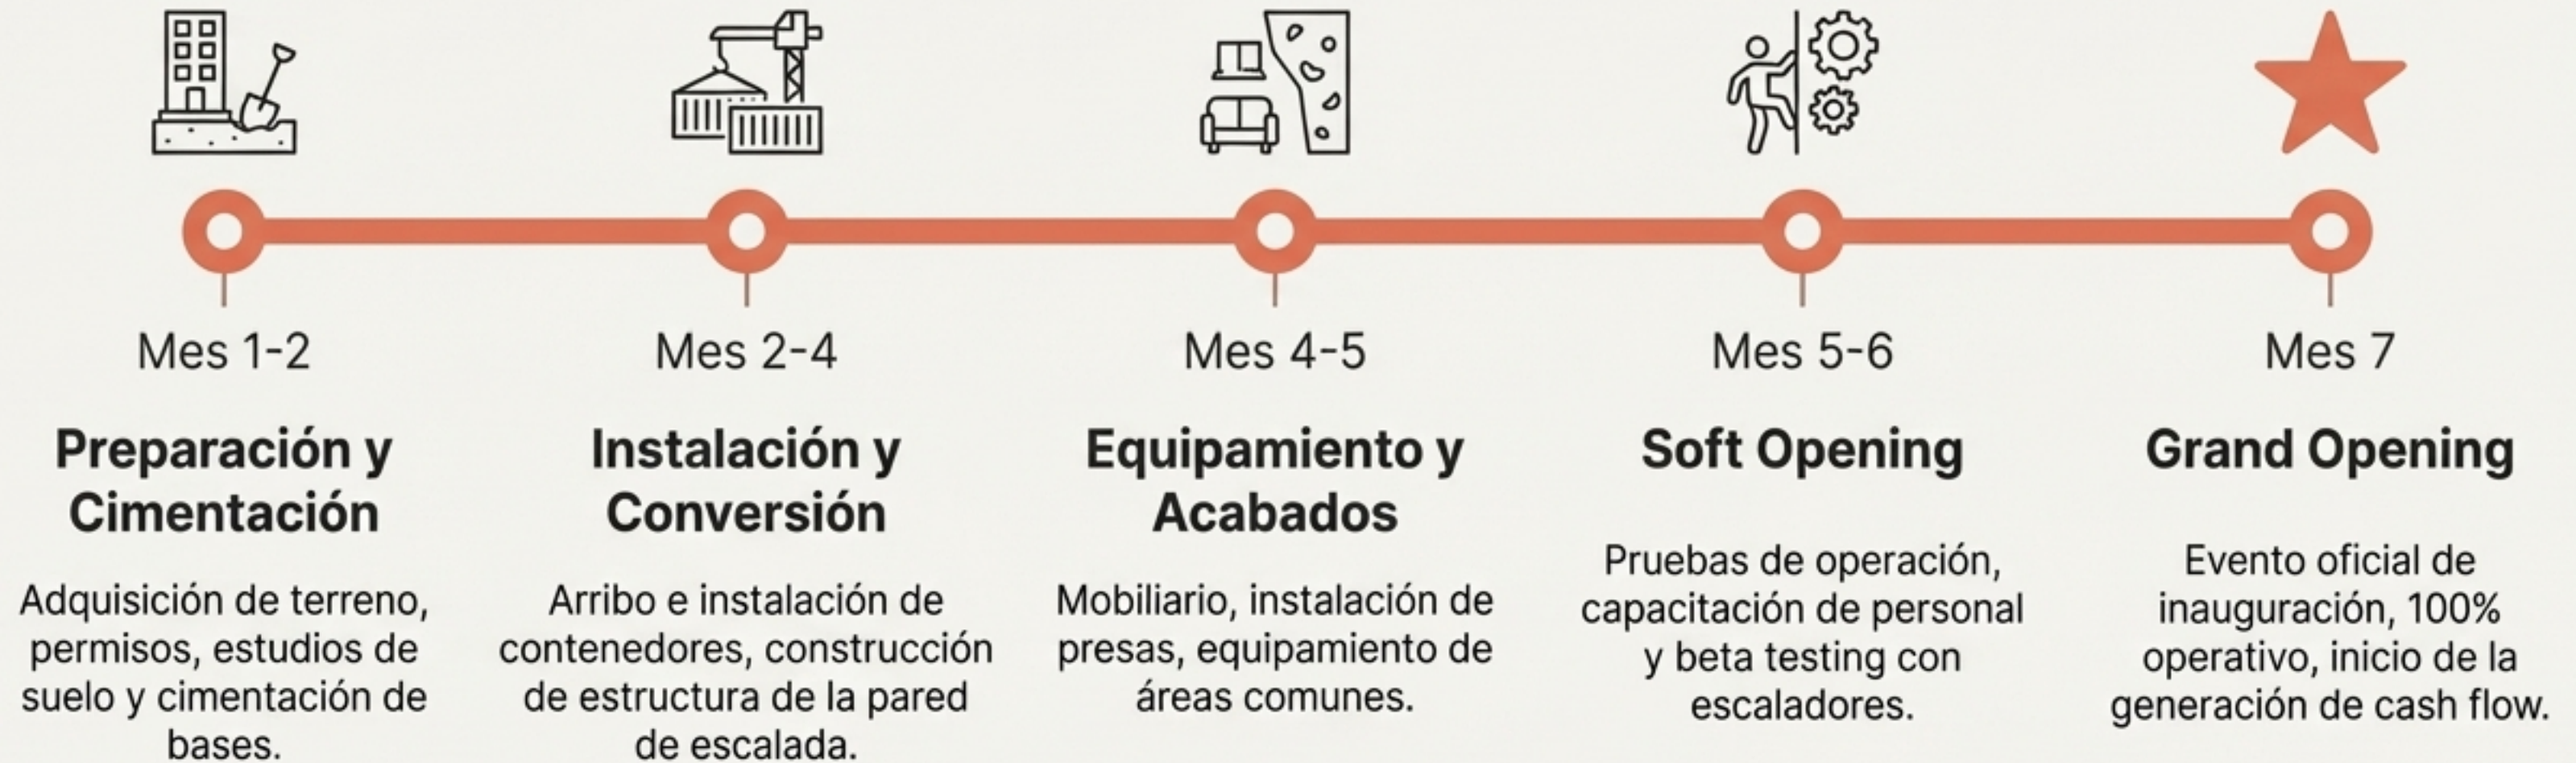 Mes 1-2
Preparación y
Cimentación
Adquisición de terreno,
permisos, estudios de
suelo y cimentación de
bases.
Mes 2-4
Instalación y
Conversión
Arribo e instalación de
contenedores, construcción
de estructura de la pared
de escalada.
Mes 4-5
Equipamiento y
Acabados
Mobiliario, instalación de
presas, equipamiento de
áreas comunes.
Mes 5-6
Soft Opening
Pruebas de operación,
capacitación de personal
y beta testing con
escaladores.
Mes 7
Grand Opening
Evento oficial de
inauguración, 100%
operativo, inicio de la
generación de cash flow.